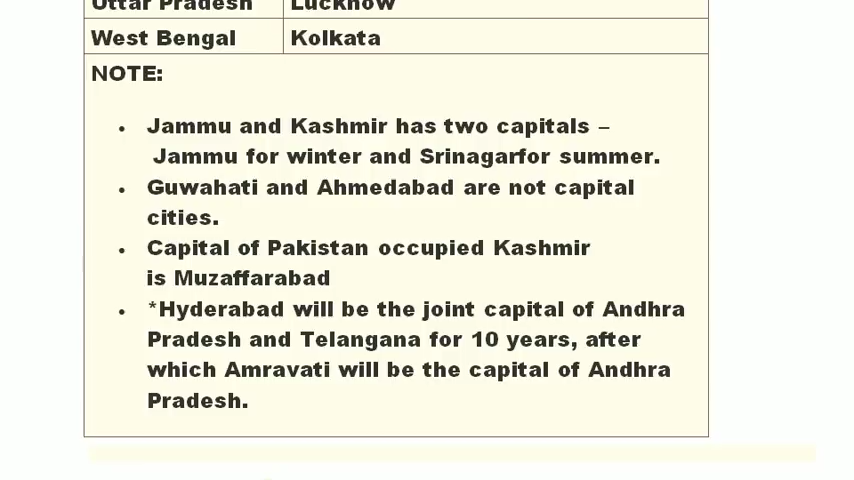 Uttar Pradesh Lucknow
West Bengal Kolkata
NOTE:
• Jammu and Kashmir has two capitals –
Jammu for winter and Srinagarfor summer.
• Guwahati and Ahmedabad are not capital
cities.
• Capital of Pakistan occupied Kashmir
is Muzaffarabad
• *Hyderabad will be the joint capital of Andhra
Pradesh and Telangana for 10 years, after
which Amravati will be the capital of Andhra
Pradesh.